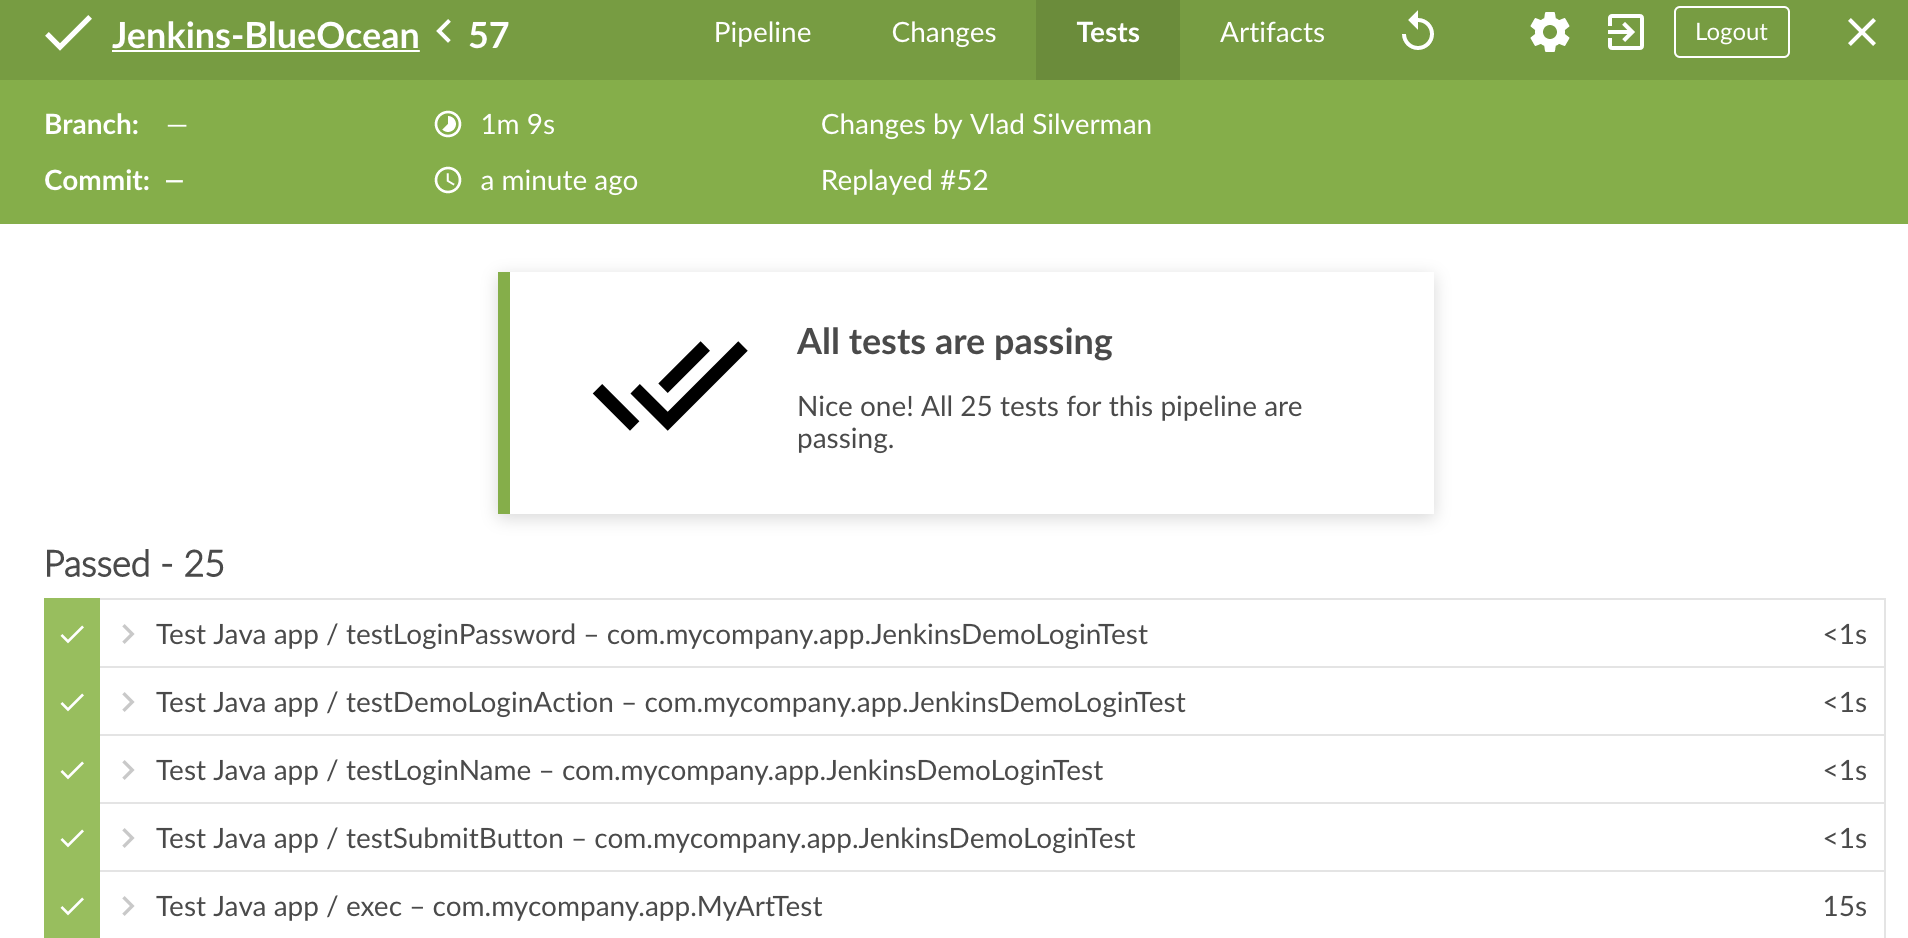 Jenkins-BlueOcean < 57 Pipeline Changes Tests Artifacts Logout
Branch: — 1m 9s Changes by Vlad Silverman
Commit: — a minute ago Replayed #52
All tests are passing
Nice one! All 25 tests for this pipeline are
passing.
Passed - 25
Test Java app / testLoginPassword – com.mycompany.app.JenkinsDemoLoginTest <1s
Test Java app / testDemoLoginAction – com.mycompany.app.JenkinsDemoLoginTest <1s
Test Java app / testLoginName – com.mycompany.app.JenkinsDemoLoginTest <1s
Test Java app / testSubmitButton – com.mycompany.app.JenkinsDemoLoginTest <1s
Test Java app / exec – com.mycompany.app.MyArtTest 15s